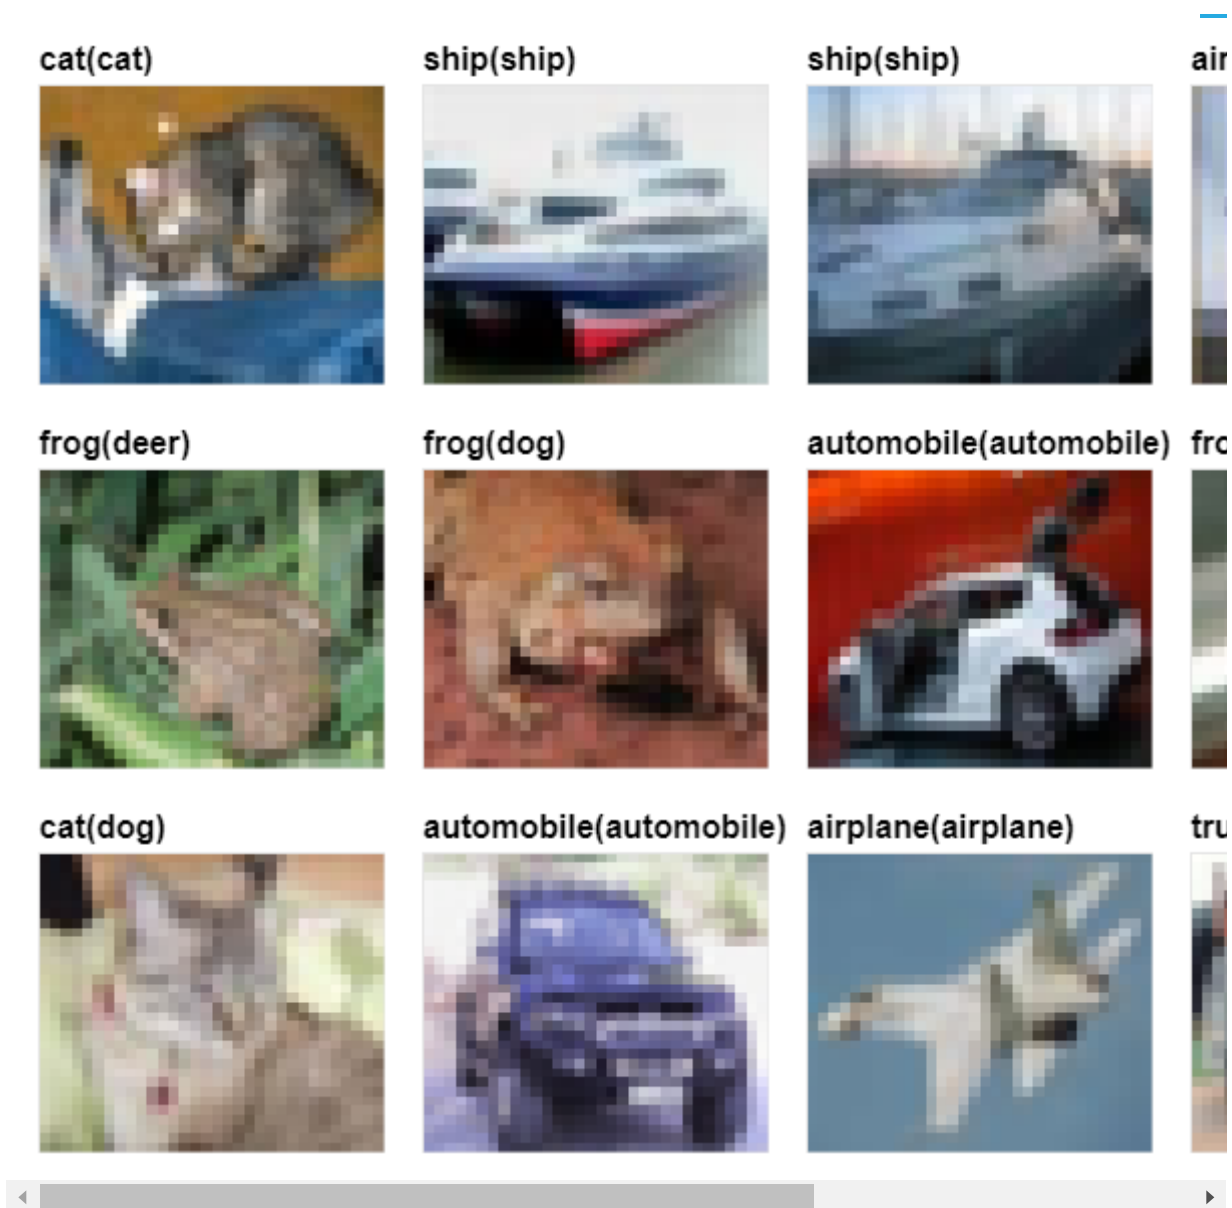 cat(cat) ship(ship) ship(ship)
frog(deer) frog(dog) automobile(automobile)
cat(dog) automobile(automobile) airplane(airplane)